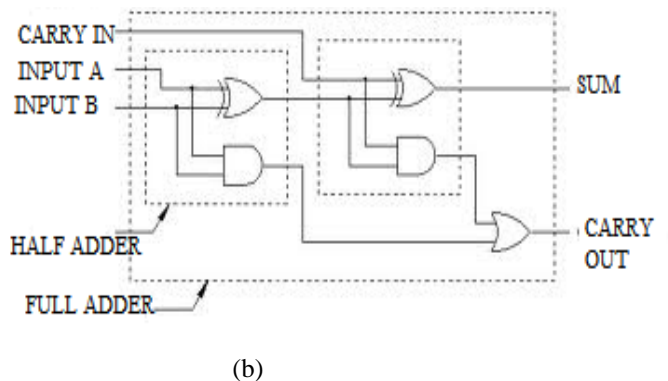 CARRY IN
INPUT A
INPUT B
SUM
HALF ADDER
CARRY
OUT
FULL ADDER
(b)